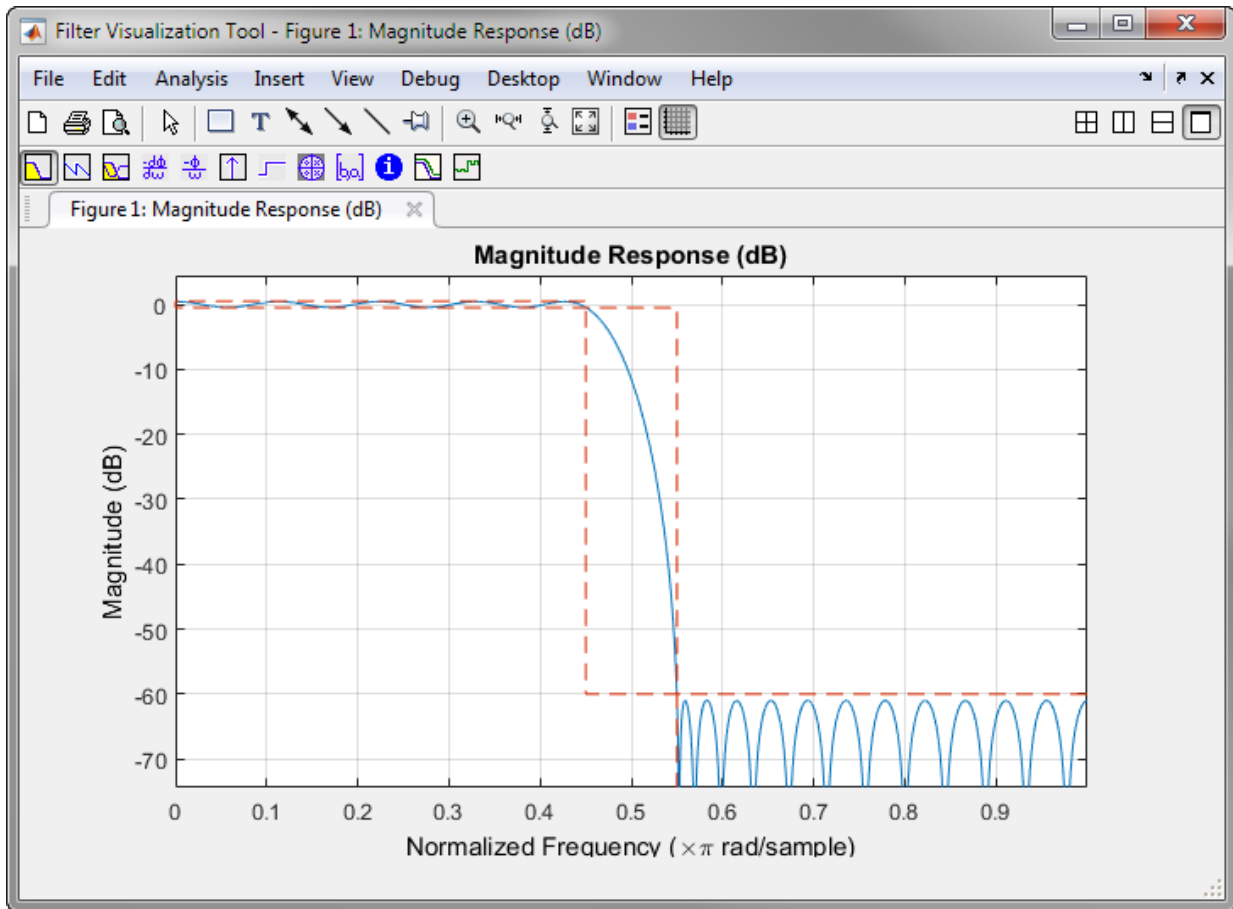 Filter Visualization Tool - Figure 1: Magnitude Response (dB)
File Edit Analysis Insert View Debug Desktop Window Help
T
[b,a] i
Figure 1: Magnitude Response (dB)
Magnitude Response (dB)
Magnitude (dB)
0
-10
-20
-30
-40
-50
-60
-70
0 0.1 0.2 0.3 0.4 0.5 0.6 0.7 0.8 0.9
Normalized Frequency (×π rad/sample)